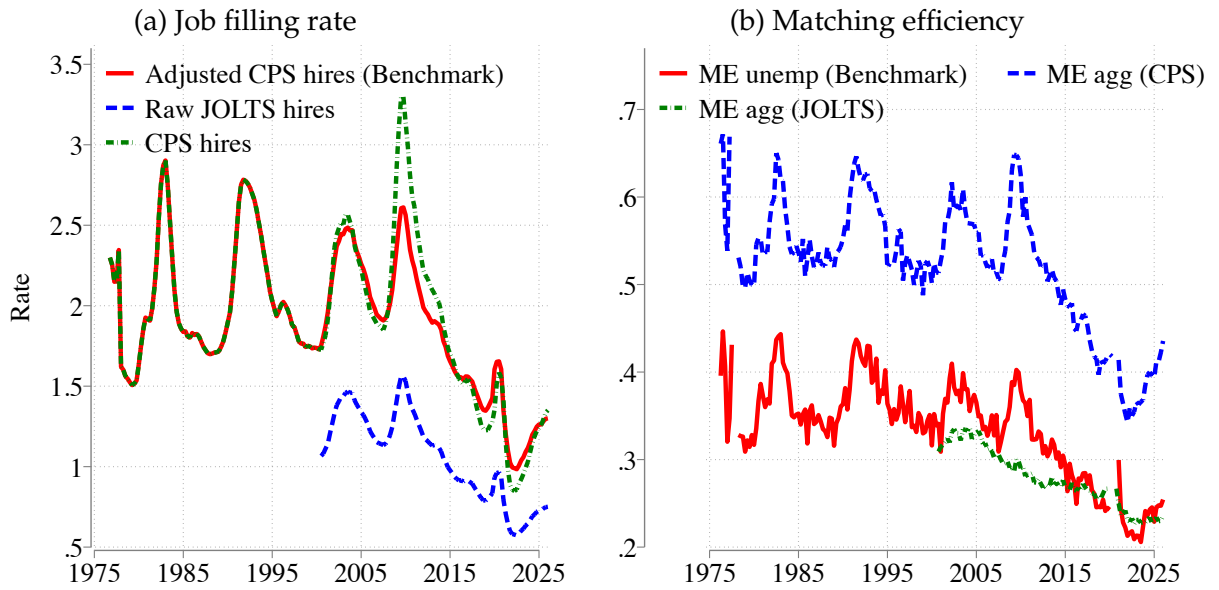 (a) Job filling rate
3.5
3
2.5
2
1.5
1
.5
Rate
Adjusted CPS hires (Benchmark)
Raw JOLTS hires
CPS hires
1975 1985 1995 2005 2015 2025
(b) Matching efficiency
.7
.6
.5
.4
.3
.2
ME unemp (Benchmark) ME agg (CPS)
ME agg (JOLTS)
1975 1985 1995 2005 2015 2025